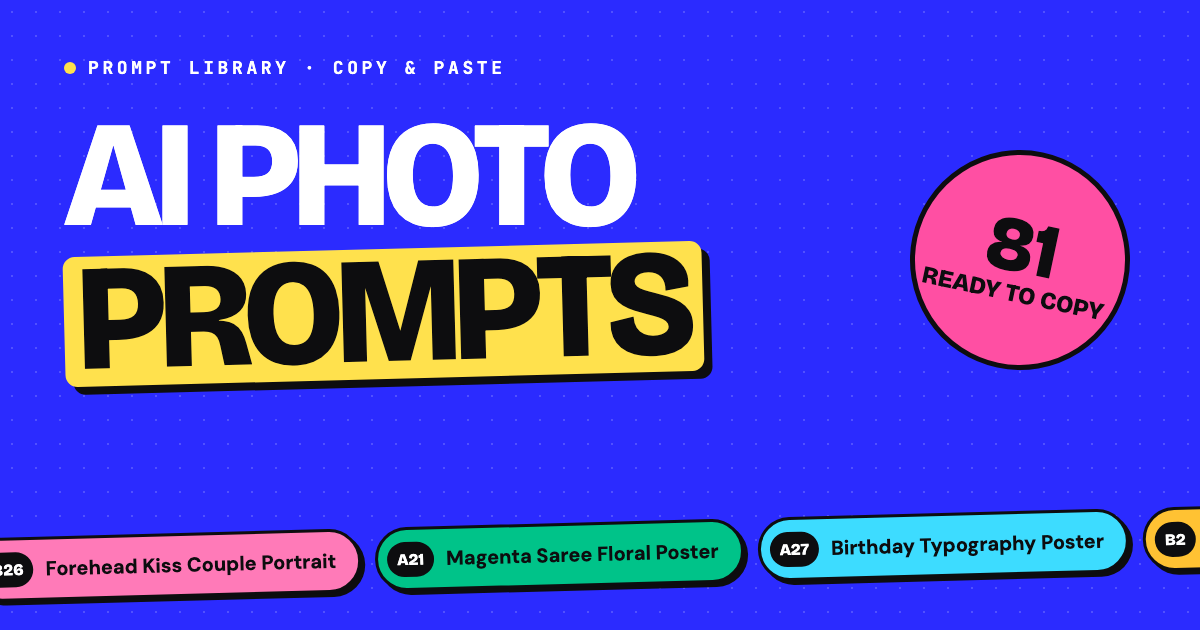 PROMPT LIBRARY · COPY & PASTE
AI PHOTO
PROMPTS
81
READY TO COPY
B26 Forehead Kiss Couple Portrait
A21 Magenta Saree Floral Poster
A27 Birthday Typography Poster
B2